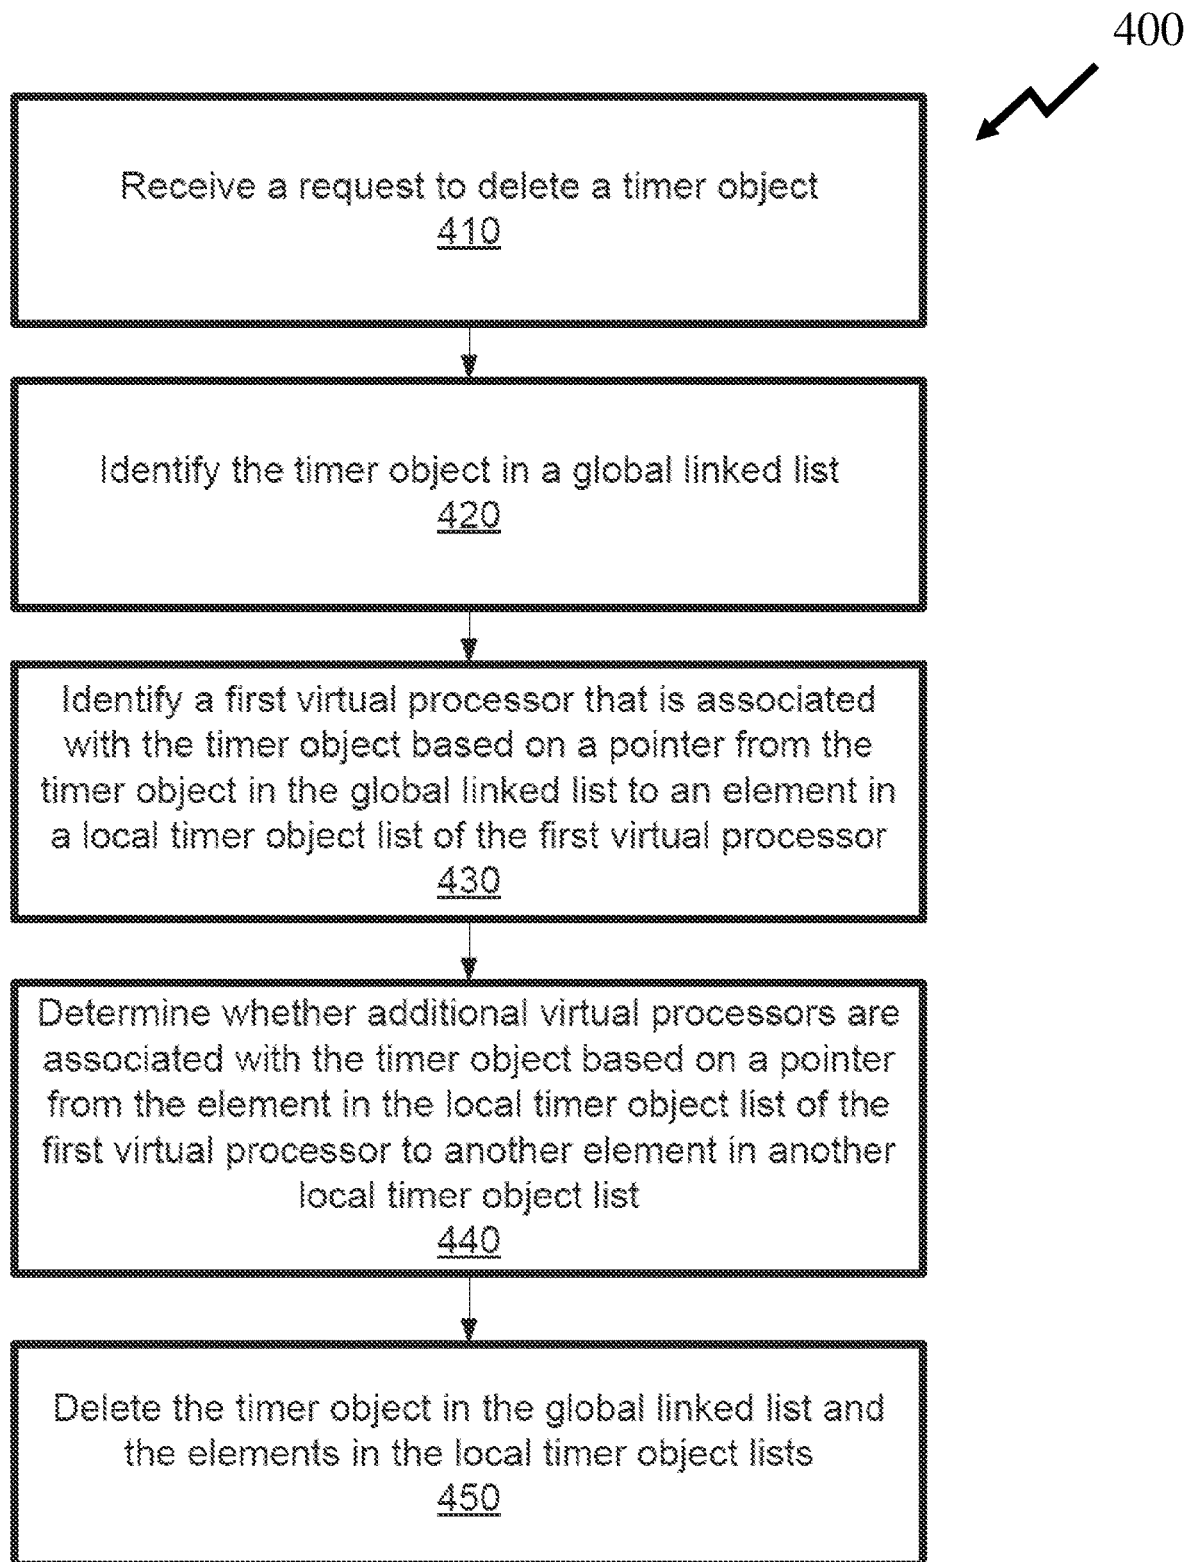 400
Receive a request to delete a timer object
410
Identify the timer object in a global linked list
420
Identify a first virtual processor that is associated
with the timer object based on a pointer from the
timer object in the global linked list to an element in
a local timer object list of the first virtual processor
430
Determine whether additional virtual processors are
associated with the timer object based on a pointer
from the element in the local timer object list of the
first virtual processor to another element in another
local timer object list
440
Delete the timer object in the global linked list and
the elements in the local timer object lists
450